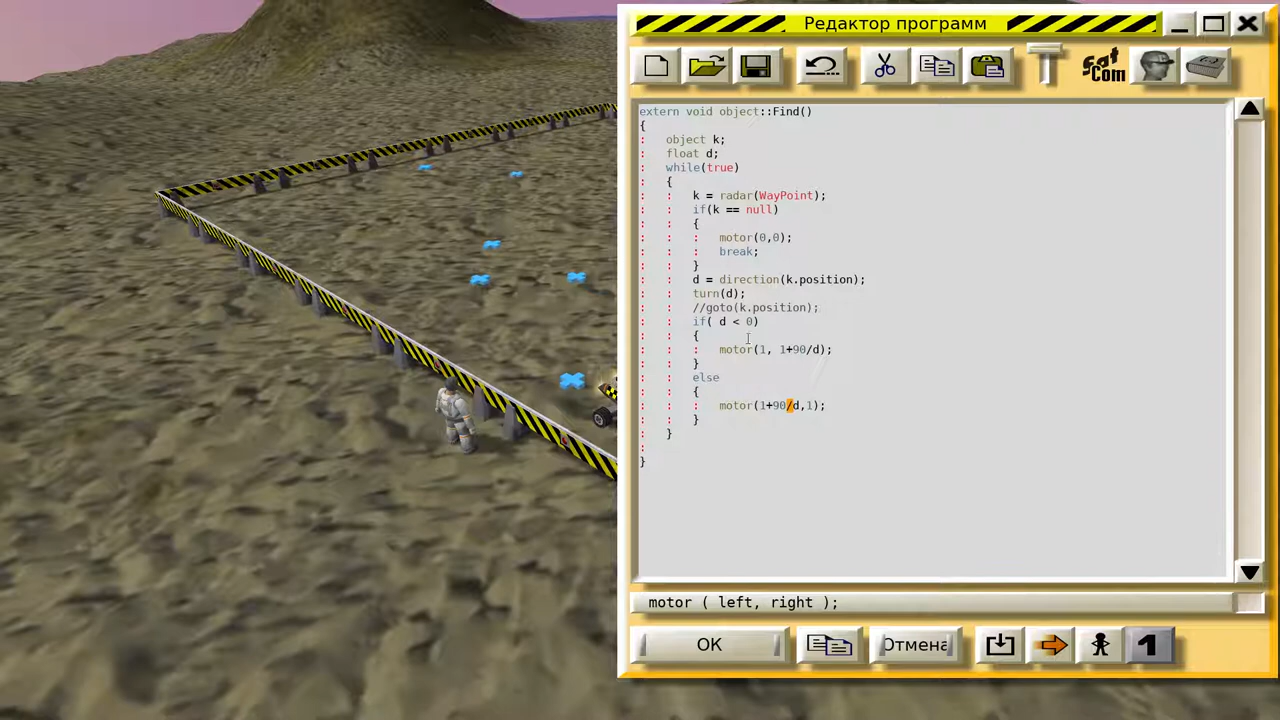 Редактор программ
Sat
Com
extern void object::Find()
{
:   object k;
:   float d;
:   while(true)
:   {
:   :   k = radar(WayPoint);
:   :   if(k == null)
:   :   {
:   :   :   motor(0,0);
:   :   :   break;
:   :   }
:   :   d = direction(k.position);
:   :   turn(d);
:   :   //goto(k.position);
:   :   if( d < 0)
:   :   {
:   :   :   motor(1, 1+90/d);
:   :   }
:   :   else
:   :   {
:   :   :   motor(1+90/d,1);
:   :   }
:   }
:
}
motor ( left, right );
OK
Отмена
1